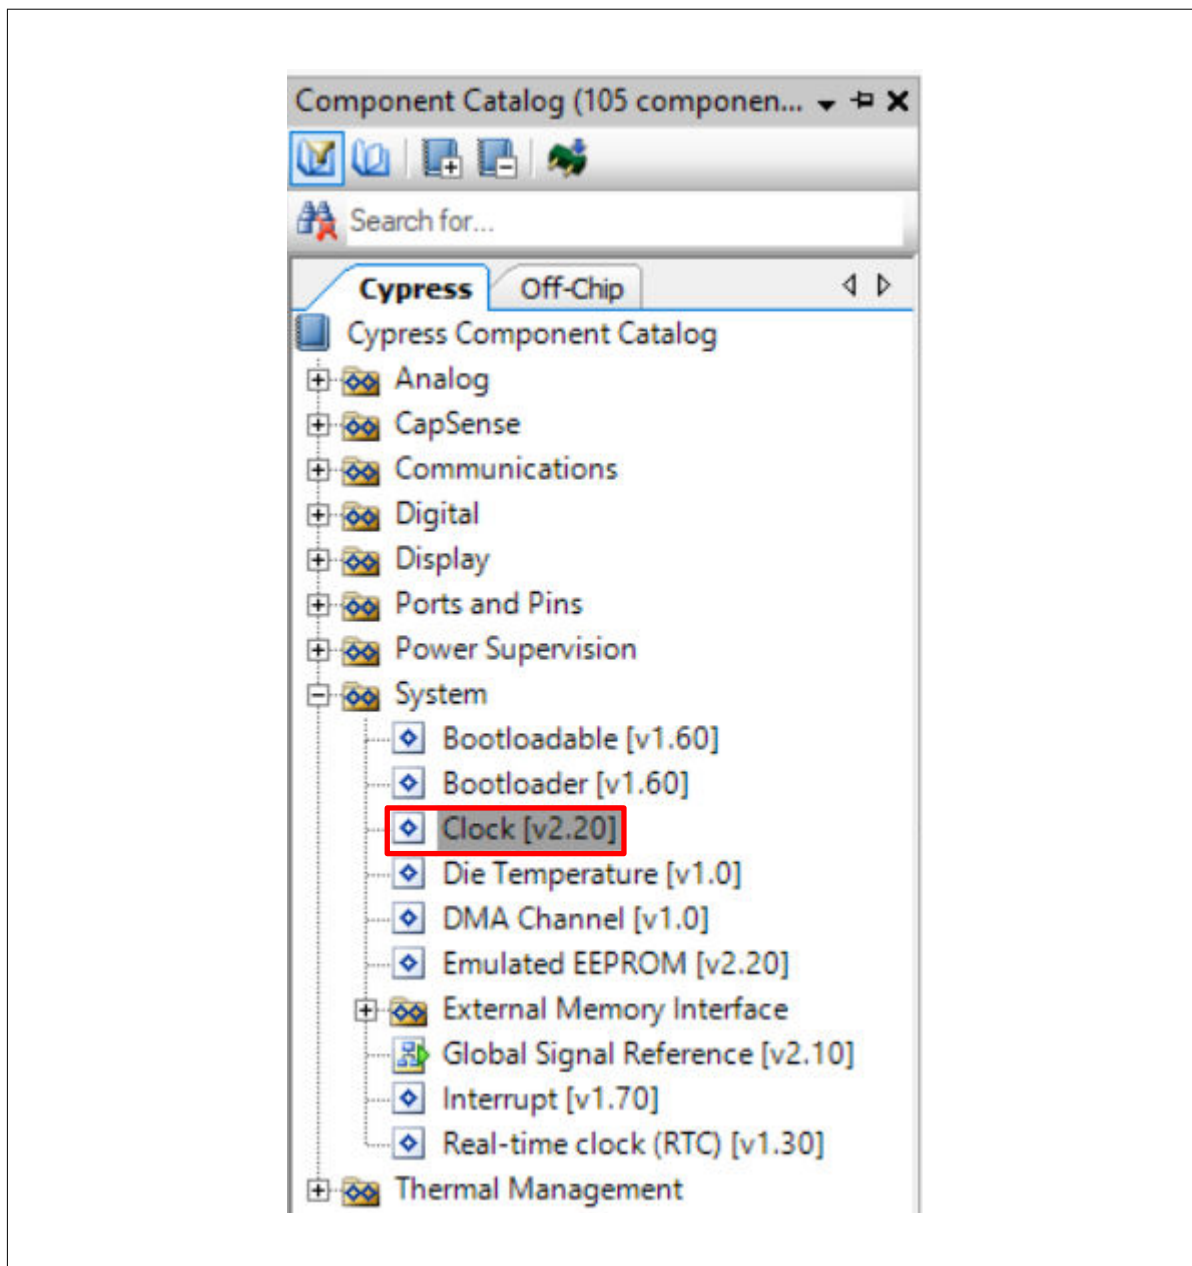 Component Catalog (105 componen...
Search for...
Cypress Off-Chip
Cypress Component Catalog
Analog
CapSense
Communications
Digital
Display
Ports and Pins
Power Supervision
System
Bootloadable [v1.60]
Bootloader [v1.60]
Clock [v2.20]
Die Temperature [v1.0]
DMA Channel [v1.0]
Emulated EEPROM [v2.20]
External Memory Interface
Global Signal Reference [v2.10]
Interrupt [v1.70]
Real-time clock (RTC) [v1.30]
Thermal Management